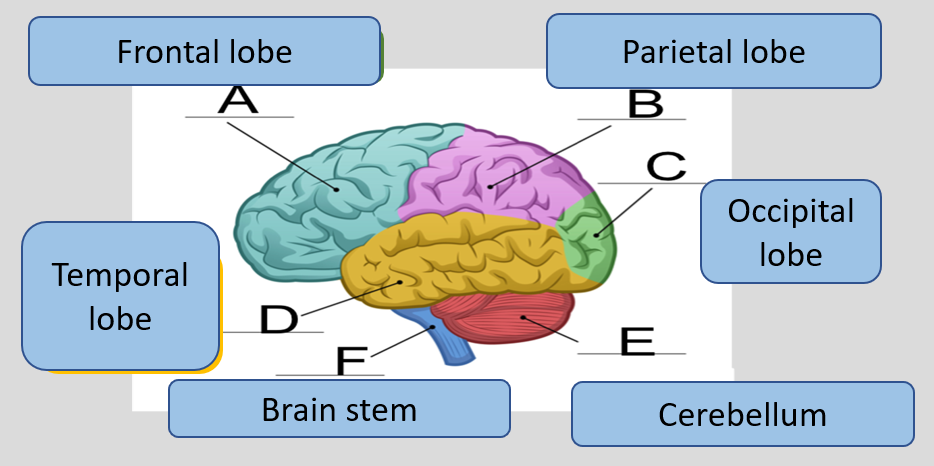 Frontal lobe
Parietal lobe
A
B
C
Occipital
lobe
Temporal
lobe
D
E
F
Brain stem
Cerebellum